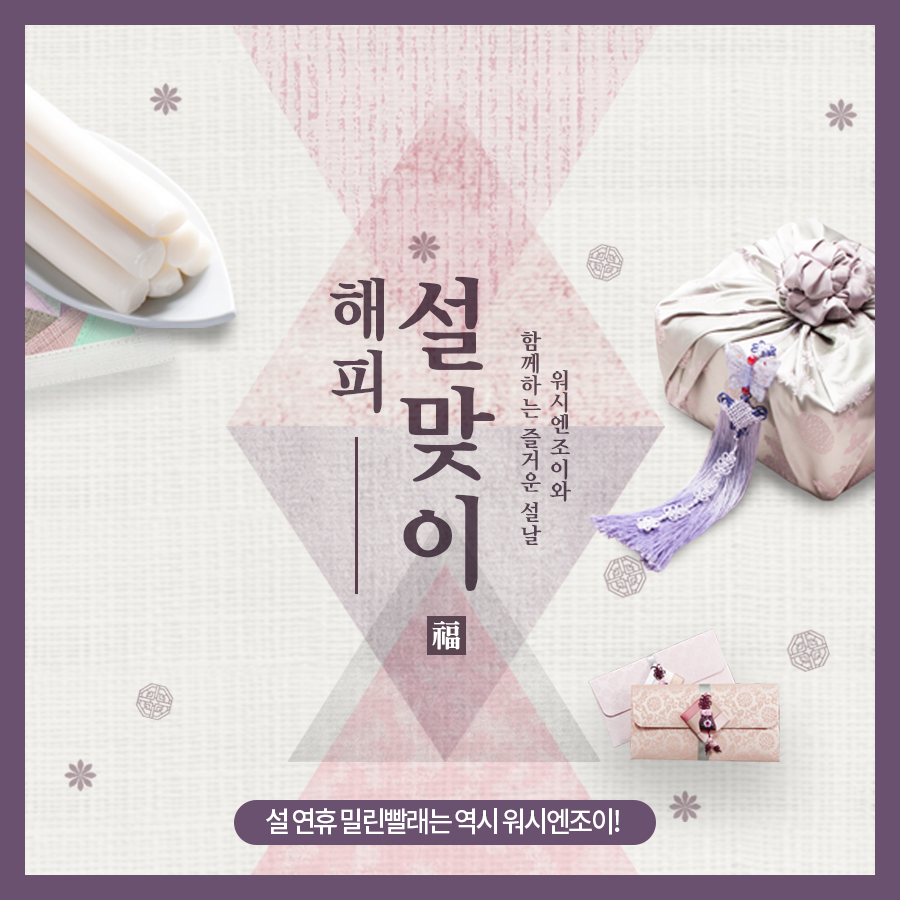 해피
설맞이
福
워시엔조이와
함께하는 즐거운 설날
설 연휴 밀린빨래는 역시 워시엔조이!